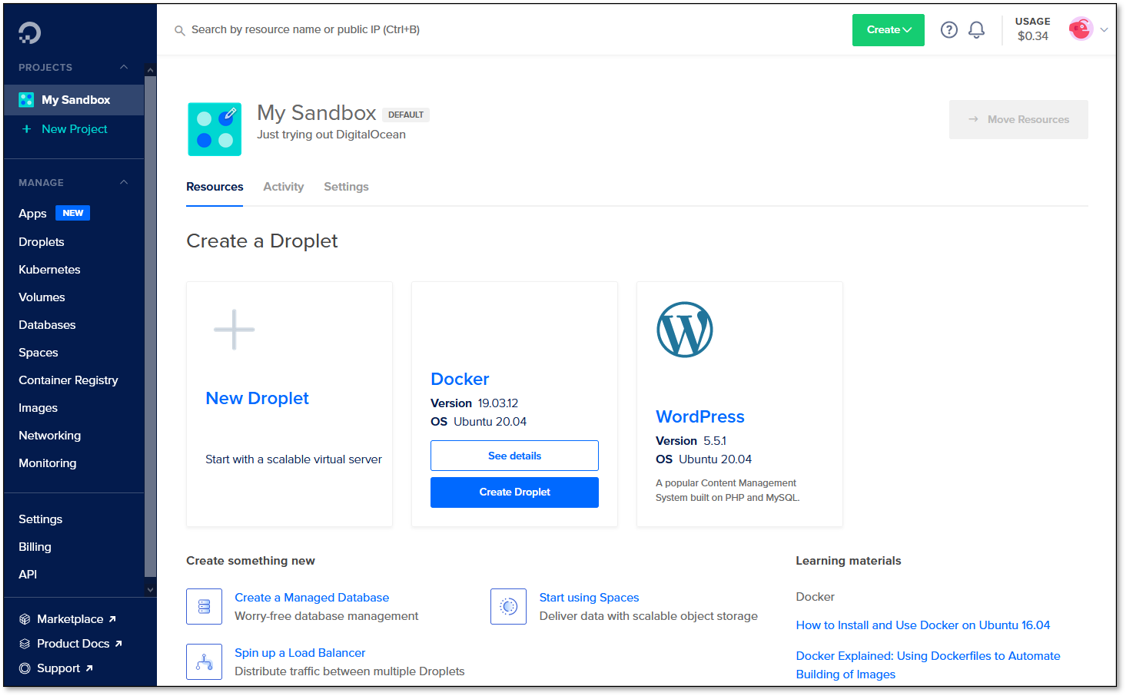 PROJECTS
My Sandbox
+ New Project
MANAGE
Apps NEW
Droplets
Kubernetes
Volumes
Databases
Spaces
Container Registry
Images
Networking
Monitoring
Settings
Billing
API
Marketplace ↗
Product Docs ↗
Support ↗
Search by resource name or public IP (Ctrl+B)
Create
?
USAGE
$0.34
My Sandbox DEFAULT
Just trying out DigitalOcean
→ Move Resources
Resources Activity Settings
Create a Droplet
New Droplet
Start with a scalable virtual server
Docker
Version 19.03.12
OS Ubuntu 20.04
See details
Create Droplet
WordPress
Version 5.5.1
OS Ubuntu 20.04
A popular Content Management
System built on PHP and MySQL.
Create something new
Create a Managed Database
Worry-free database management
Start using Spaces
Deliver data with scalable object storage
Spin up a Load Balancer
Distribute traffic between multiple Droplets
Learning materials
Docker
How to Install and Use Docker on Ubuntu 16.04
Docker Explained: Using Dockerfiles to Automate
Building of Images